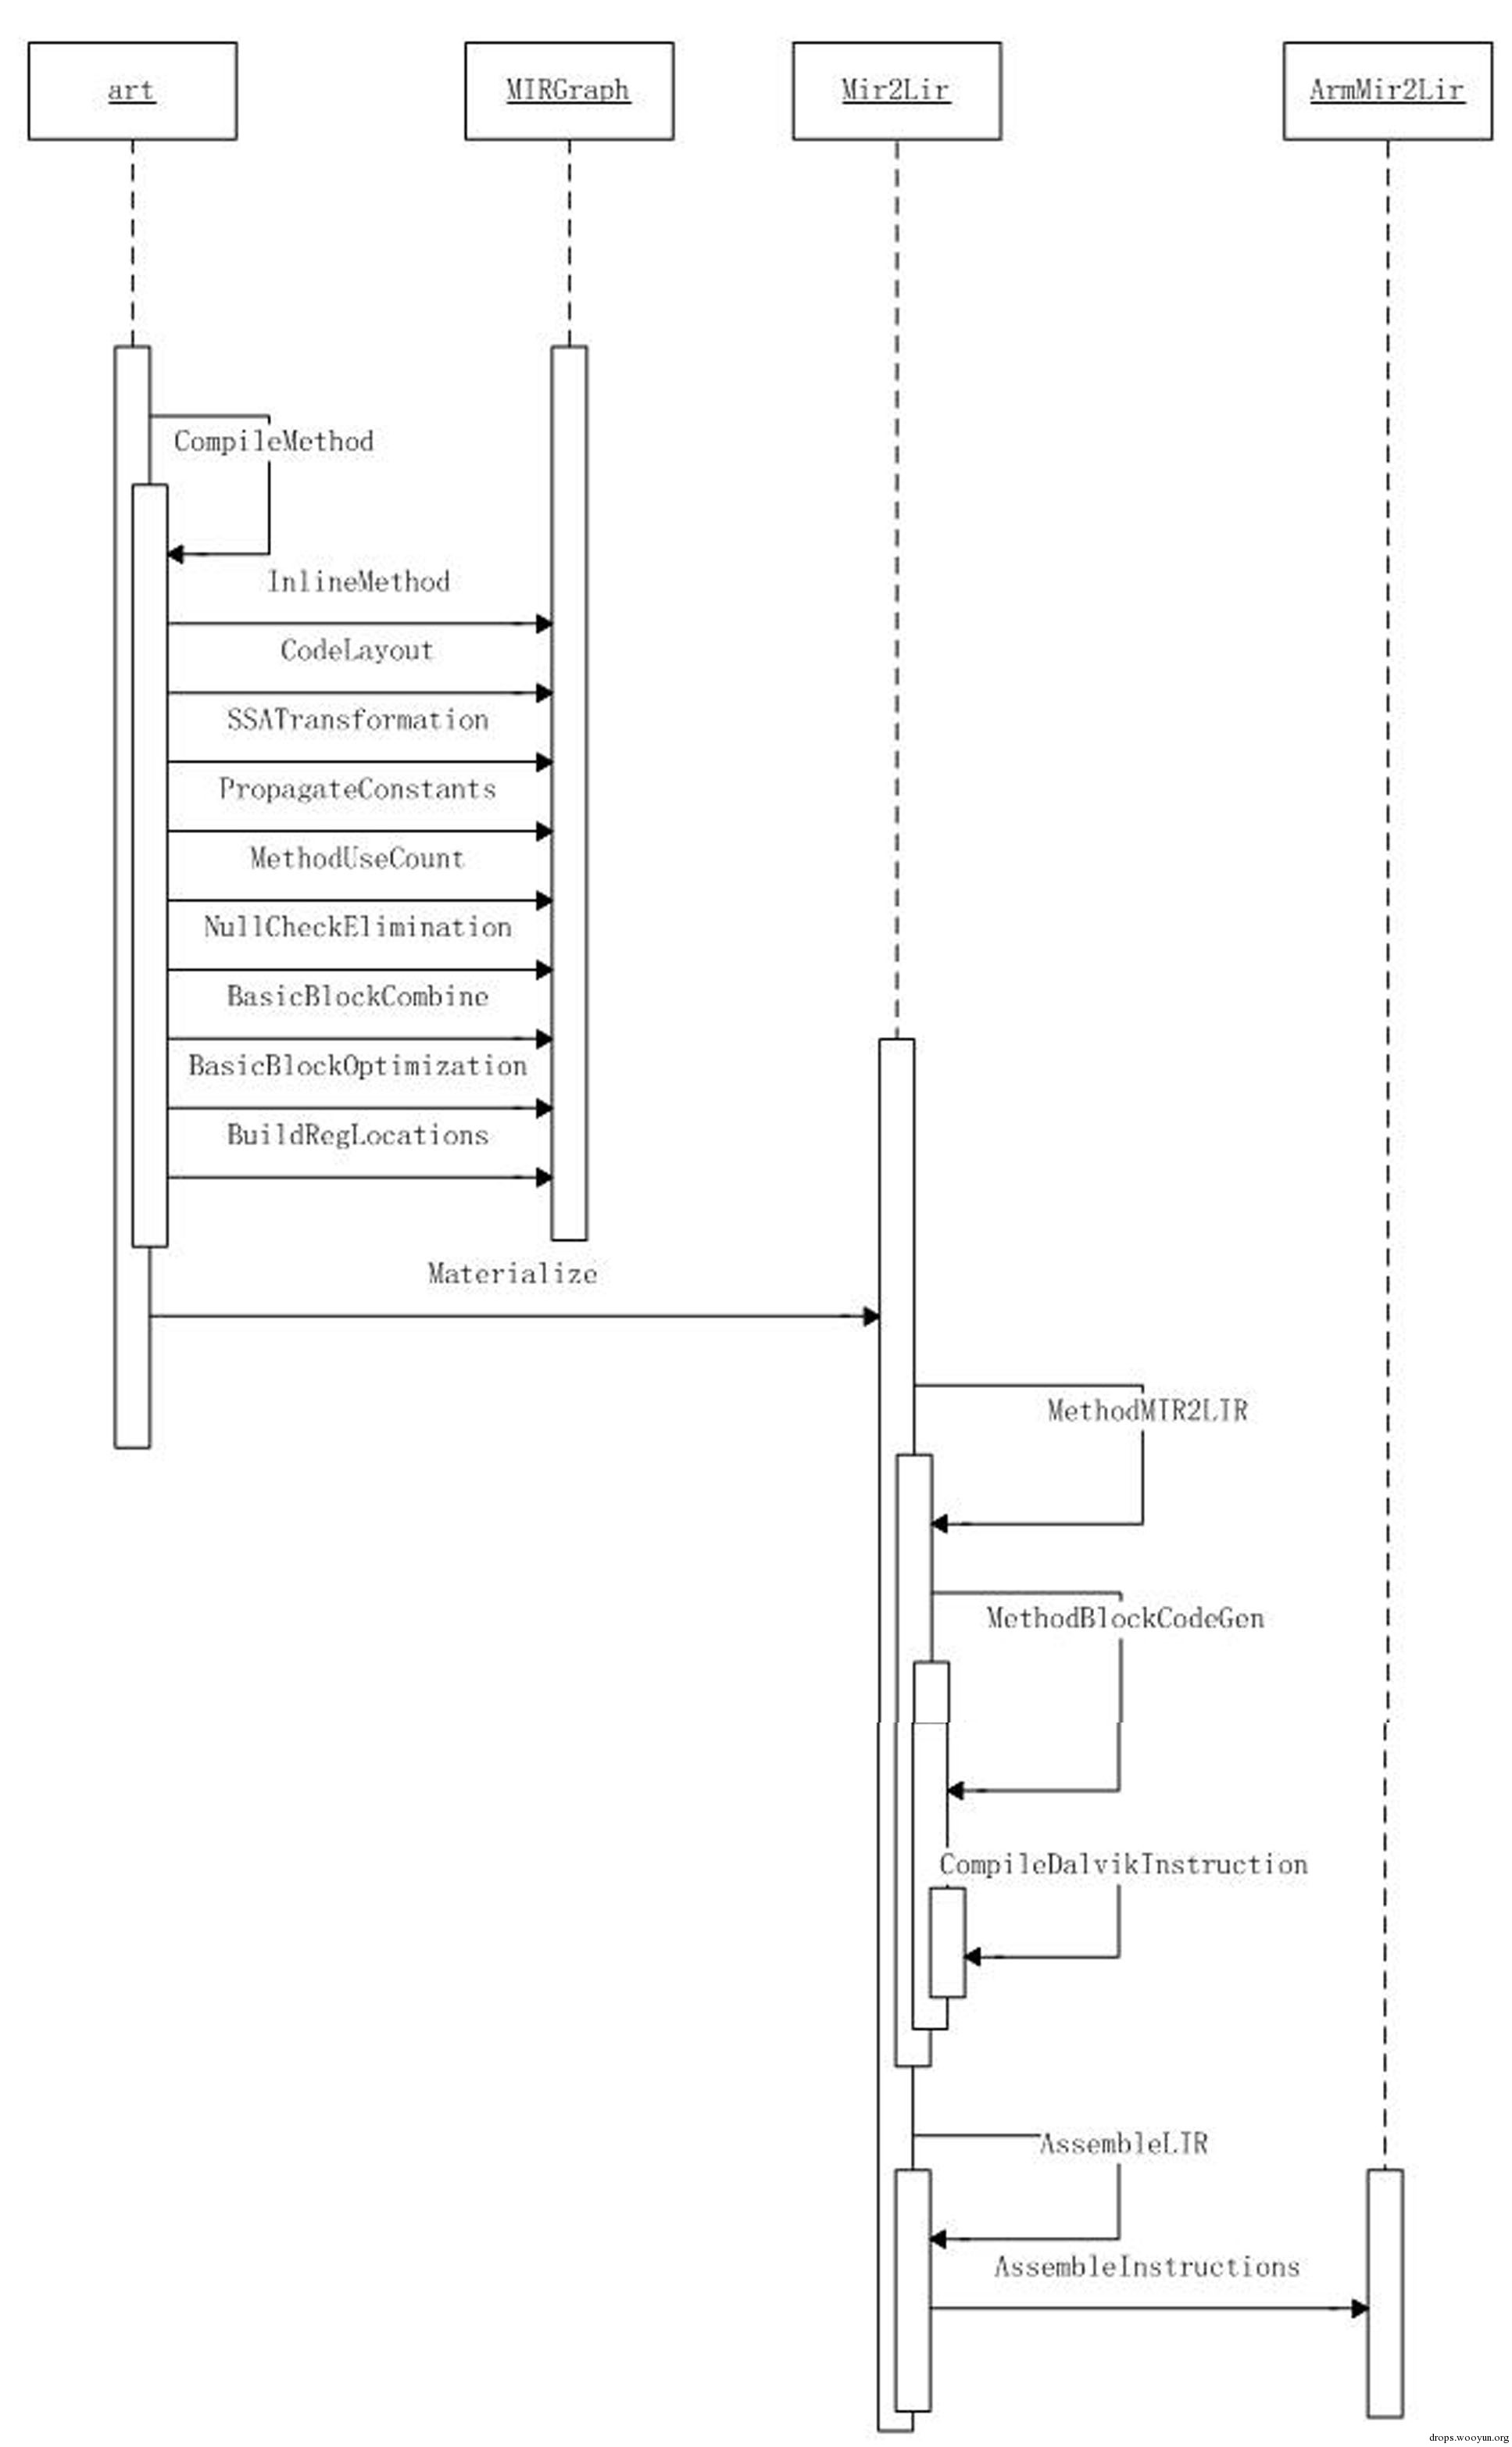 art
MIRGraph
Mir2Lir
ArmMir2Lir
CompileMethod
InlineMethod
CodeLayout
SSATransformation
PropagateConstants
MethodUseCount
NullCheckElimination
BasicBlockCombine
BasicBlockOptimization
BuildRegLocations
Materialize
MethodMIR2LIR
MethodBlockCodeGen
CompileDalvikInstruction
AssembleLIR
AssembleInstructions
drops.wooyun.org